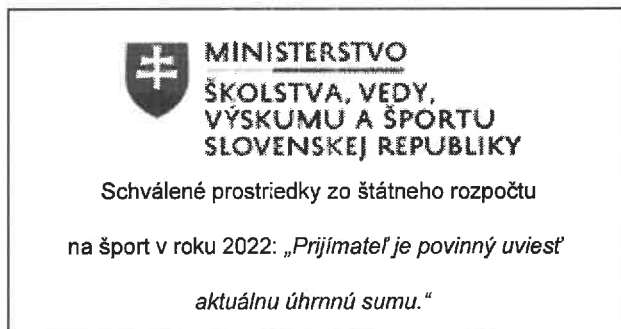 MINISTERSTVO
ŠKOLSTVA, VEDY,
VÝSKUMU A ŠPORTU
SLOVENSKEJ REPUBLIKY
Schválené prostriedky zo štátneho rozpočtu
na šport v roku 2022: „Prijímateľ je povinný uviesť
aktuálnu úhrnnú sumu.“